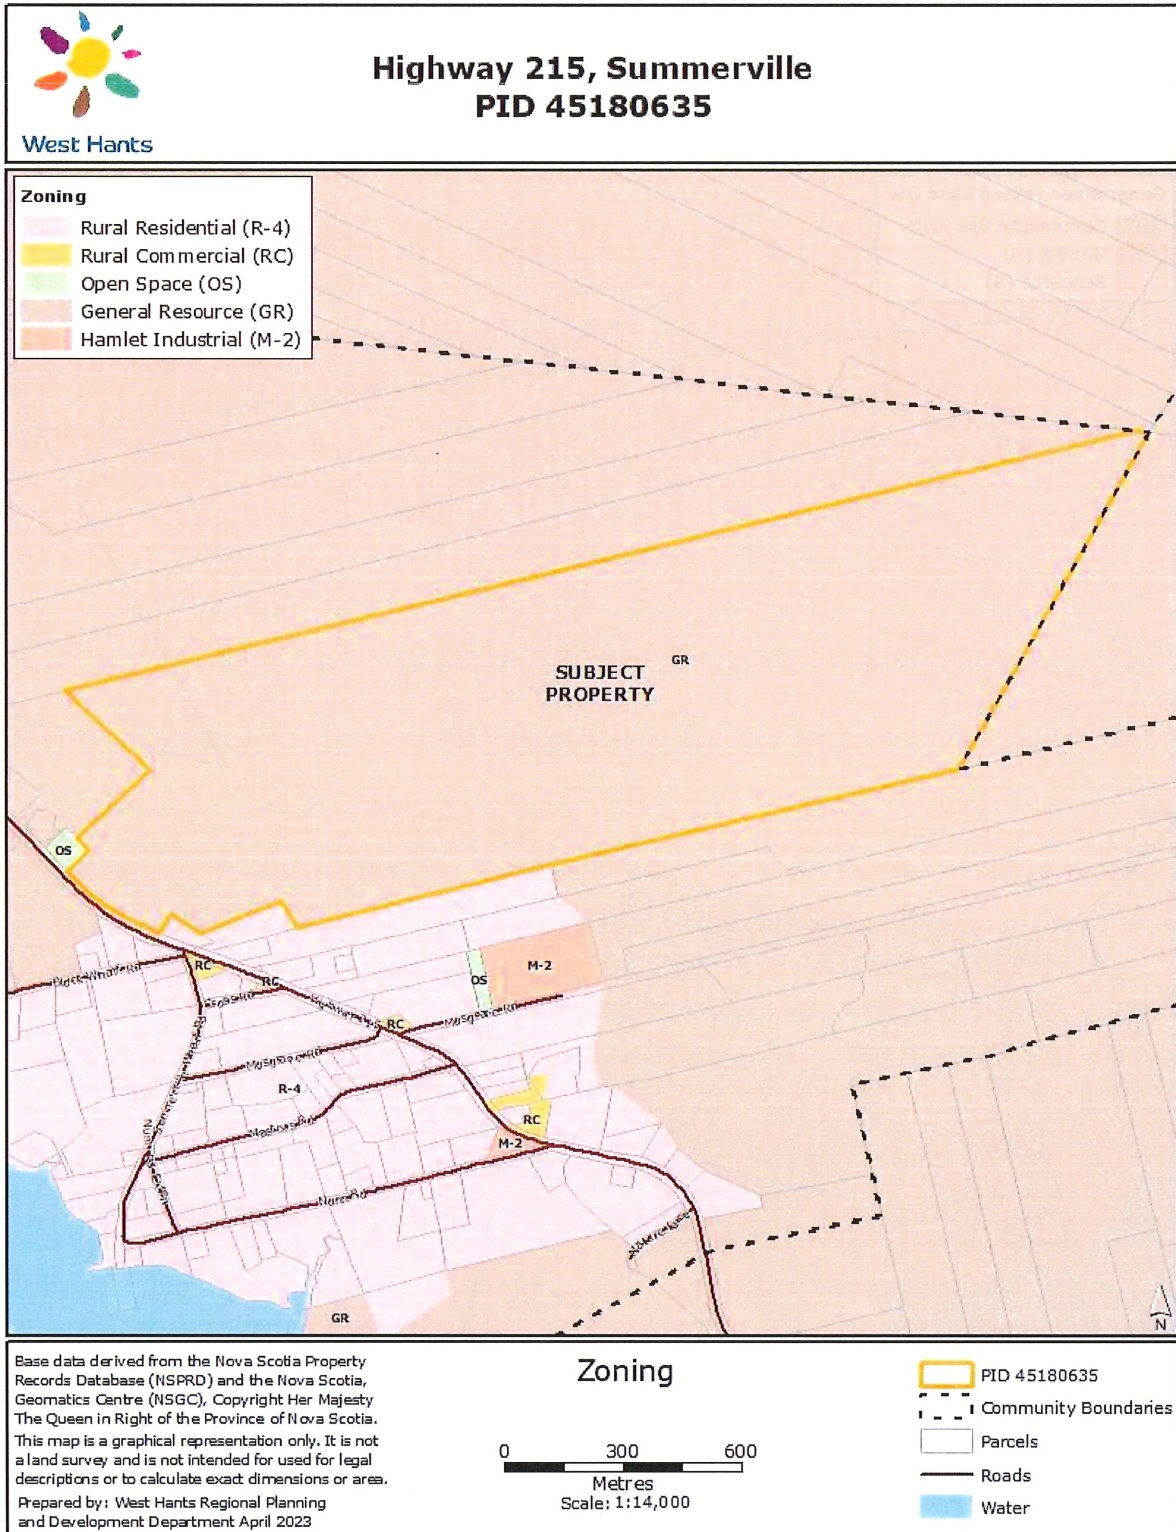 West Hants
Highway 215, Summerville
PID 45180635
Zoning
Rural Residential (R-4)
Rural Commercial (RC)
Open Space (OS)
General Resource (GR)
Hamlet Industrial (M-2)
SUBJECT
PROPERTY
GR
OS
RC
RC
OS
M-2
RC
R-4
RC
M-2
GR
N
Base data derived from the Nova Scotia Property
Records Database (NSPRD) and the Nova Scotia,
Geomatics Centre (NSGC), Copyright Her Majesty
The Queen in Right of the Province of Nova Scotia.
This map is a graphical representation only. It is not
a land survey and is not intended for used for legal
descriptions or to calculate exact dimensions or area.
Prepared by: West Hants Regional Planning
and Development Department April 2023
Zoning
0 300 600
Metres
Scale: 1:14,000
PID 45180635
Community Boundaries
Parcels
Roads
Water